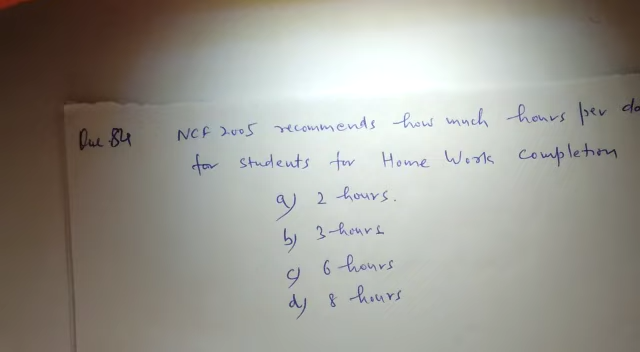 Que 84 NCF 2005 recommends how much hours per
for students for Home Work completion
a) 2 hours.
b) 3 hours
c) 6 hours
d) 8 hours